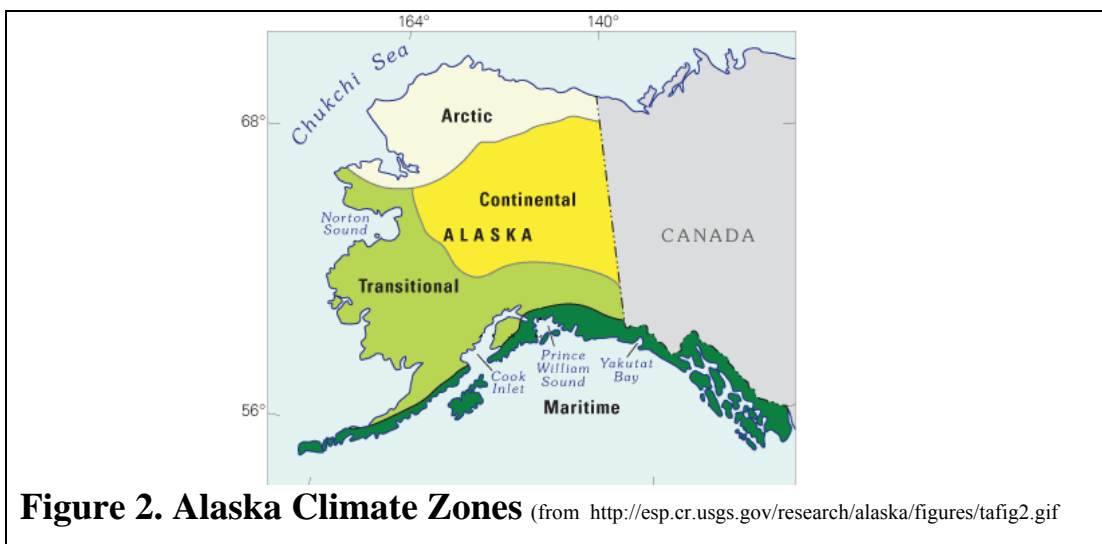 164°
140°
Chukchi Sea
68°
Arctic
Continental
Norton
Sound
ALASKA
CANADA
Transitional
Cook
Inlet
Prince
William
Sound
Yakutat
Bay
56°
Maritime
Figure 2. Alaska Climate Zones (from http://esp.cr.usgs.gov/research/alaska/figures/tafig2.gif